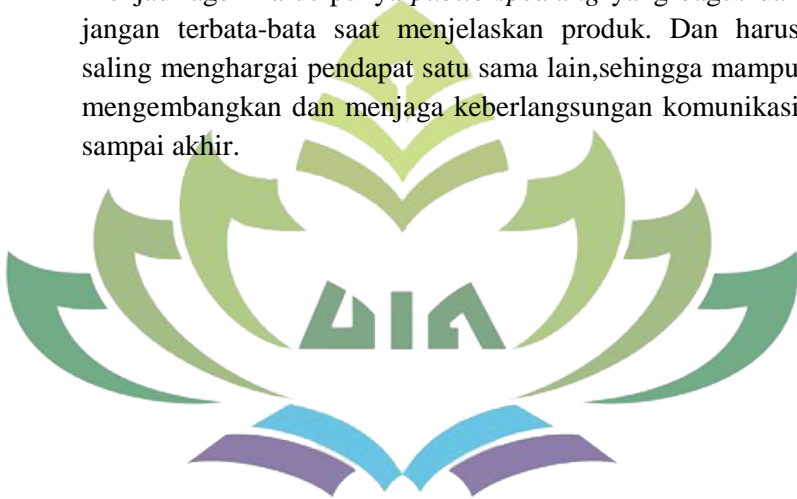 jangan terbata-bata saat menjelaskan produk. Dan harus
saling menghargai pendapat satu sama lain,sehingga mampu
mengembangkan dan menjaga keberlangsungan komunikasi
sampai akhir.
UIN